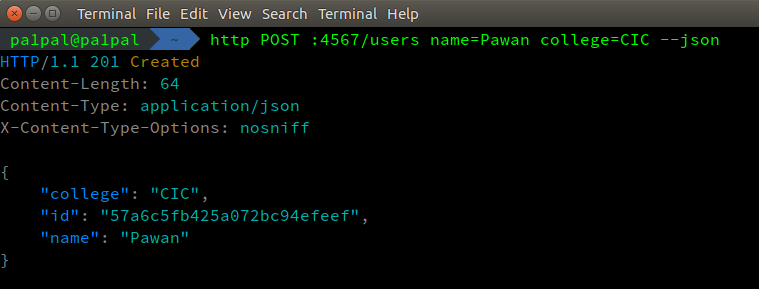 Terminal File Edit View Search Terminal Help
palpal@palpal ~ http POST :4567/users name=Pawan college=CIC --json
HTTP/1.1 201 Created
Content-Length: 64
Content-Type: application/json
X-Content-Type-Options: nosniff
{
"college": "CIC",
"id": "57a6c5fb425a072bc94efeef",
"name": "Pawan"
}